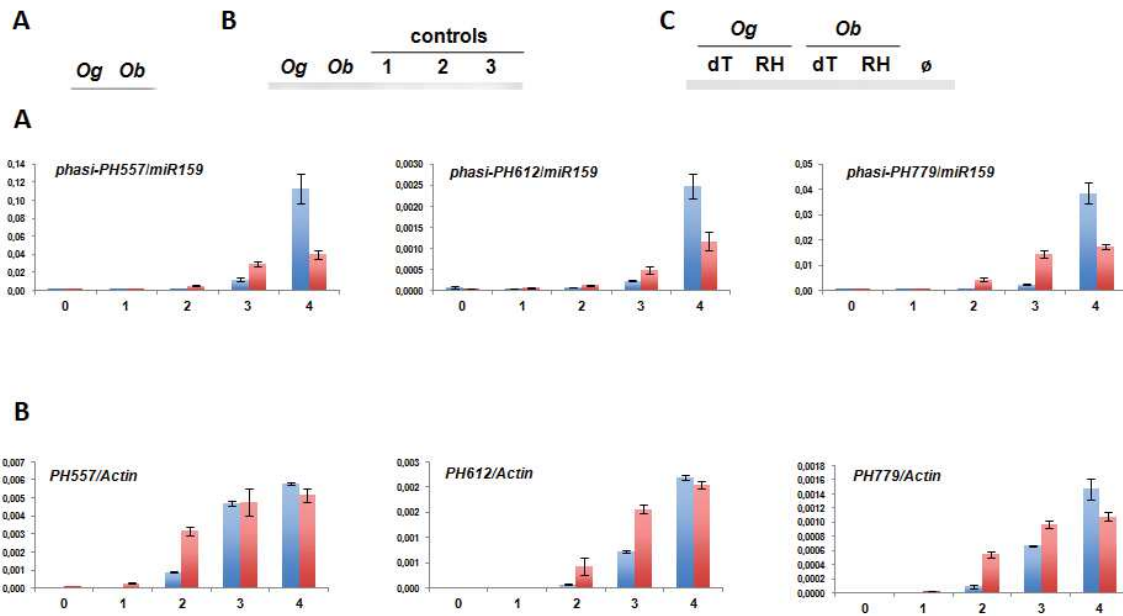 A B C
controls
Og Ob
Og Ob 1 2 3
Og Ob
dT RH dT RH ø
A
phasi-PH557/miR159
0,14
0,12
0,10
0,08
0,06
0,04
0,02
0,00
0 1 2 3 4
phasi-PH612/miR159
0,0030
0,0025
0,0020
0,0015
0,0010
0,0005
0,0000
0 1 2 3 4
phasi-PH779/miR159
0,05
0,04
0,03
0,02
0,01
0,00
0 1 2 3 4
B
PH557/Actin
0,007
0,006
0,005
0,004
0,003
0,002
0,001
0,000
0 1 2 3 4
PH612/Actin
0,003
0,002
0,002
0,001
0,001
0,000
0 1 2 3 4
PH779/Actin
0,0018
0,0016
0,0014
0,0012
0,0010
0,0008
0,0006
0,0004
0,0002
0,0000
0 1 2 3 4